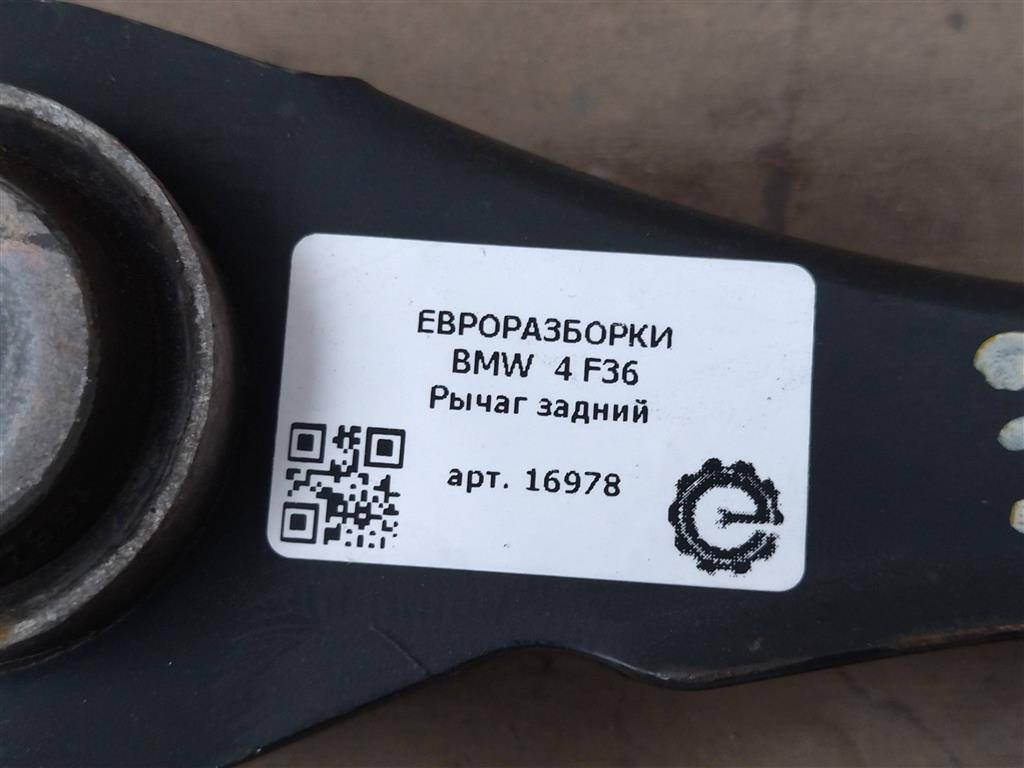 ЕВРОРАЗБОРКИ
BMW 4 F36
Рычаг задний
арт. 16978